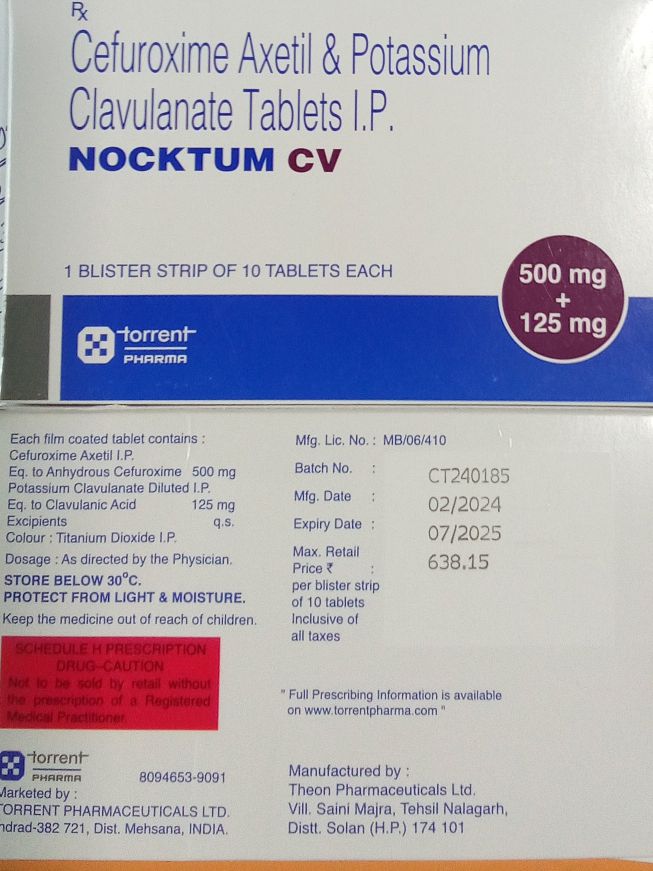 Rx
Cefuroxime Axetil & Potassium
Clavulanate Tablets I.P.
NOCKTUM CV
1 BLISTER STRIP OF 10 TABLETS EACH
500 mg
+
125 mg
torrent
PHARMA
Each film coated tablet contains :
Cefuroxime Axetil I.P.
Eq. to Anhydrous Cefuroxime 500 mg
Potassium Clavulanate Diluted I.P.
Eq. to Clavulanic Acid 125 mg
Excipients q.s.
Colour : Titanium Dioxide I.P.
Dosage : As directed by the Physician.
STORE BELOW 30°C.
PROTECT FROM LIGHT & MOISTURE.
Keep the medicine out of reach of children.
SCHEDULE H PRESCRIPTION
DRUG-CAUTION
Not to be sold by retail without
the prescription of a Registered
Medical Practitioner.
torrent
PHARMA
8094653-9091
Marketed by :
TORRENT PHARMACEUTICALS LTD.
ndrad-382 721, Dist. Mehsana, INDIA.
Mfg. Lic. No. : MB/06/410
Batch No. : CT240185
Mfg. Date : 02/2024
Expiry Date : 07/2025
Max. Retail
Price ₹ : 638.15
per blister strip
of 10 tablets
Inclusive of
all taxes
" Full Prescribing Information is available
on www.torrentpharma.com "
Manufactured by :
Theon Pharmaceuticals Ltd.
Vill. Saini Majra, Tehsil Nalagarh,
Distt. Solan (H.P.) 174 101